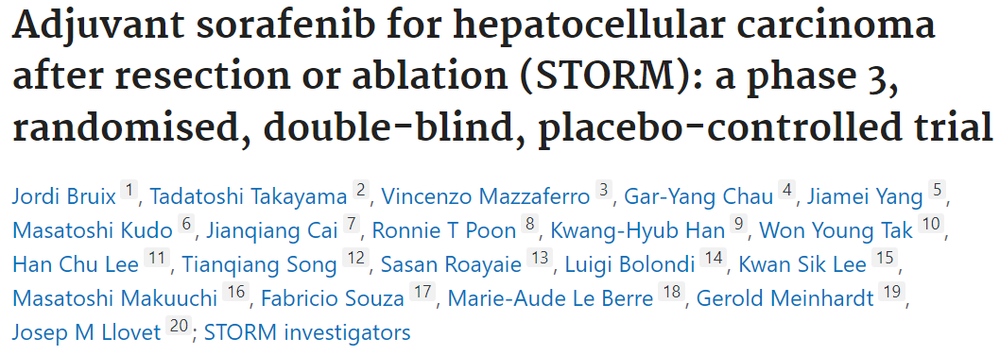 Adjuvant sorafenib for hepatocellular carcinoma
after resection or ablation (STORM): a phase 3,
randomised, double-blind, placebo-controlled trial
Jordi Bruix 1, Tadatoshi Takayama 2, Vincenzo Mazzaferro 3, Gar-Yang Chau 4, Jiamei Yang 5,
Masatoshi Kudo 6, Jianqiang Cai 7, Ronnie T Poon 8, Kwang-Hyub Han 9, Won Young Tak 10,
Han Chu Lee 11, Tianqiang Song 12, Sasan Roayaie 13, Luigi Bolondi 14, Kwan Sik Lee 15,
Masatoshi Makuuchi 16, Fabricio Souza 17, Marie-Aude Le Berre 18, Gerold Meinhardt 19,
Josep M Llovet 20; STORM investigators